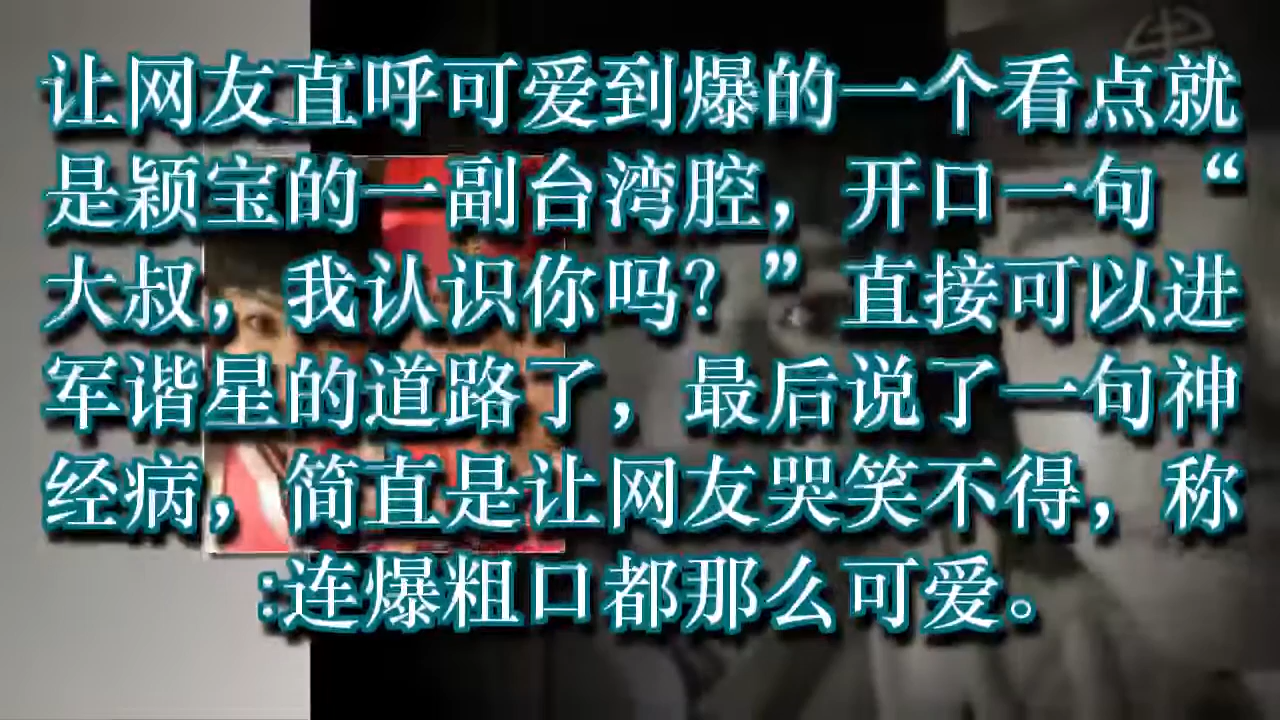 让网友直呼可爱到爆的一个看点就
是颖宝的一副台湾腔，开口一句“
大叔，我认识你吗？”直接可以进
军谐星的道路了，最后说了一句神
经病，简直是让网友哭笑不得，称
:连爆粗口都那么可爱。